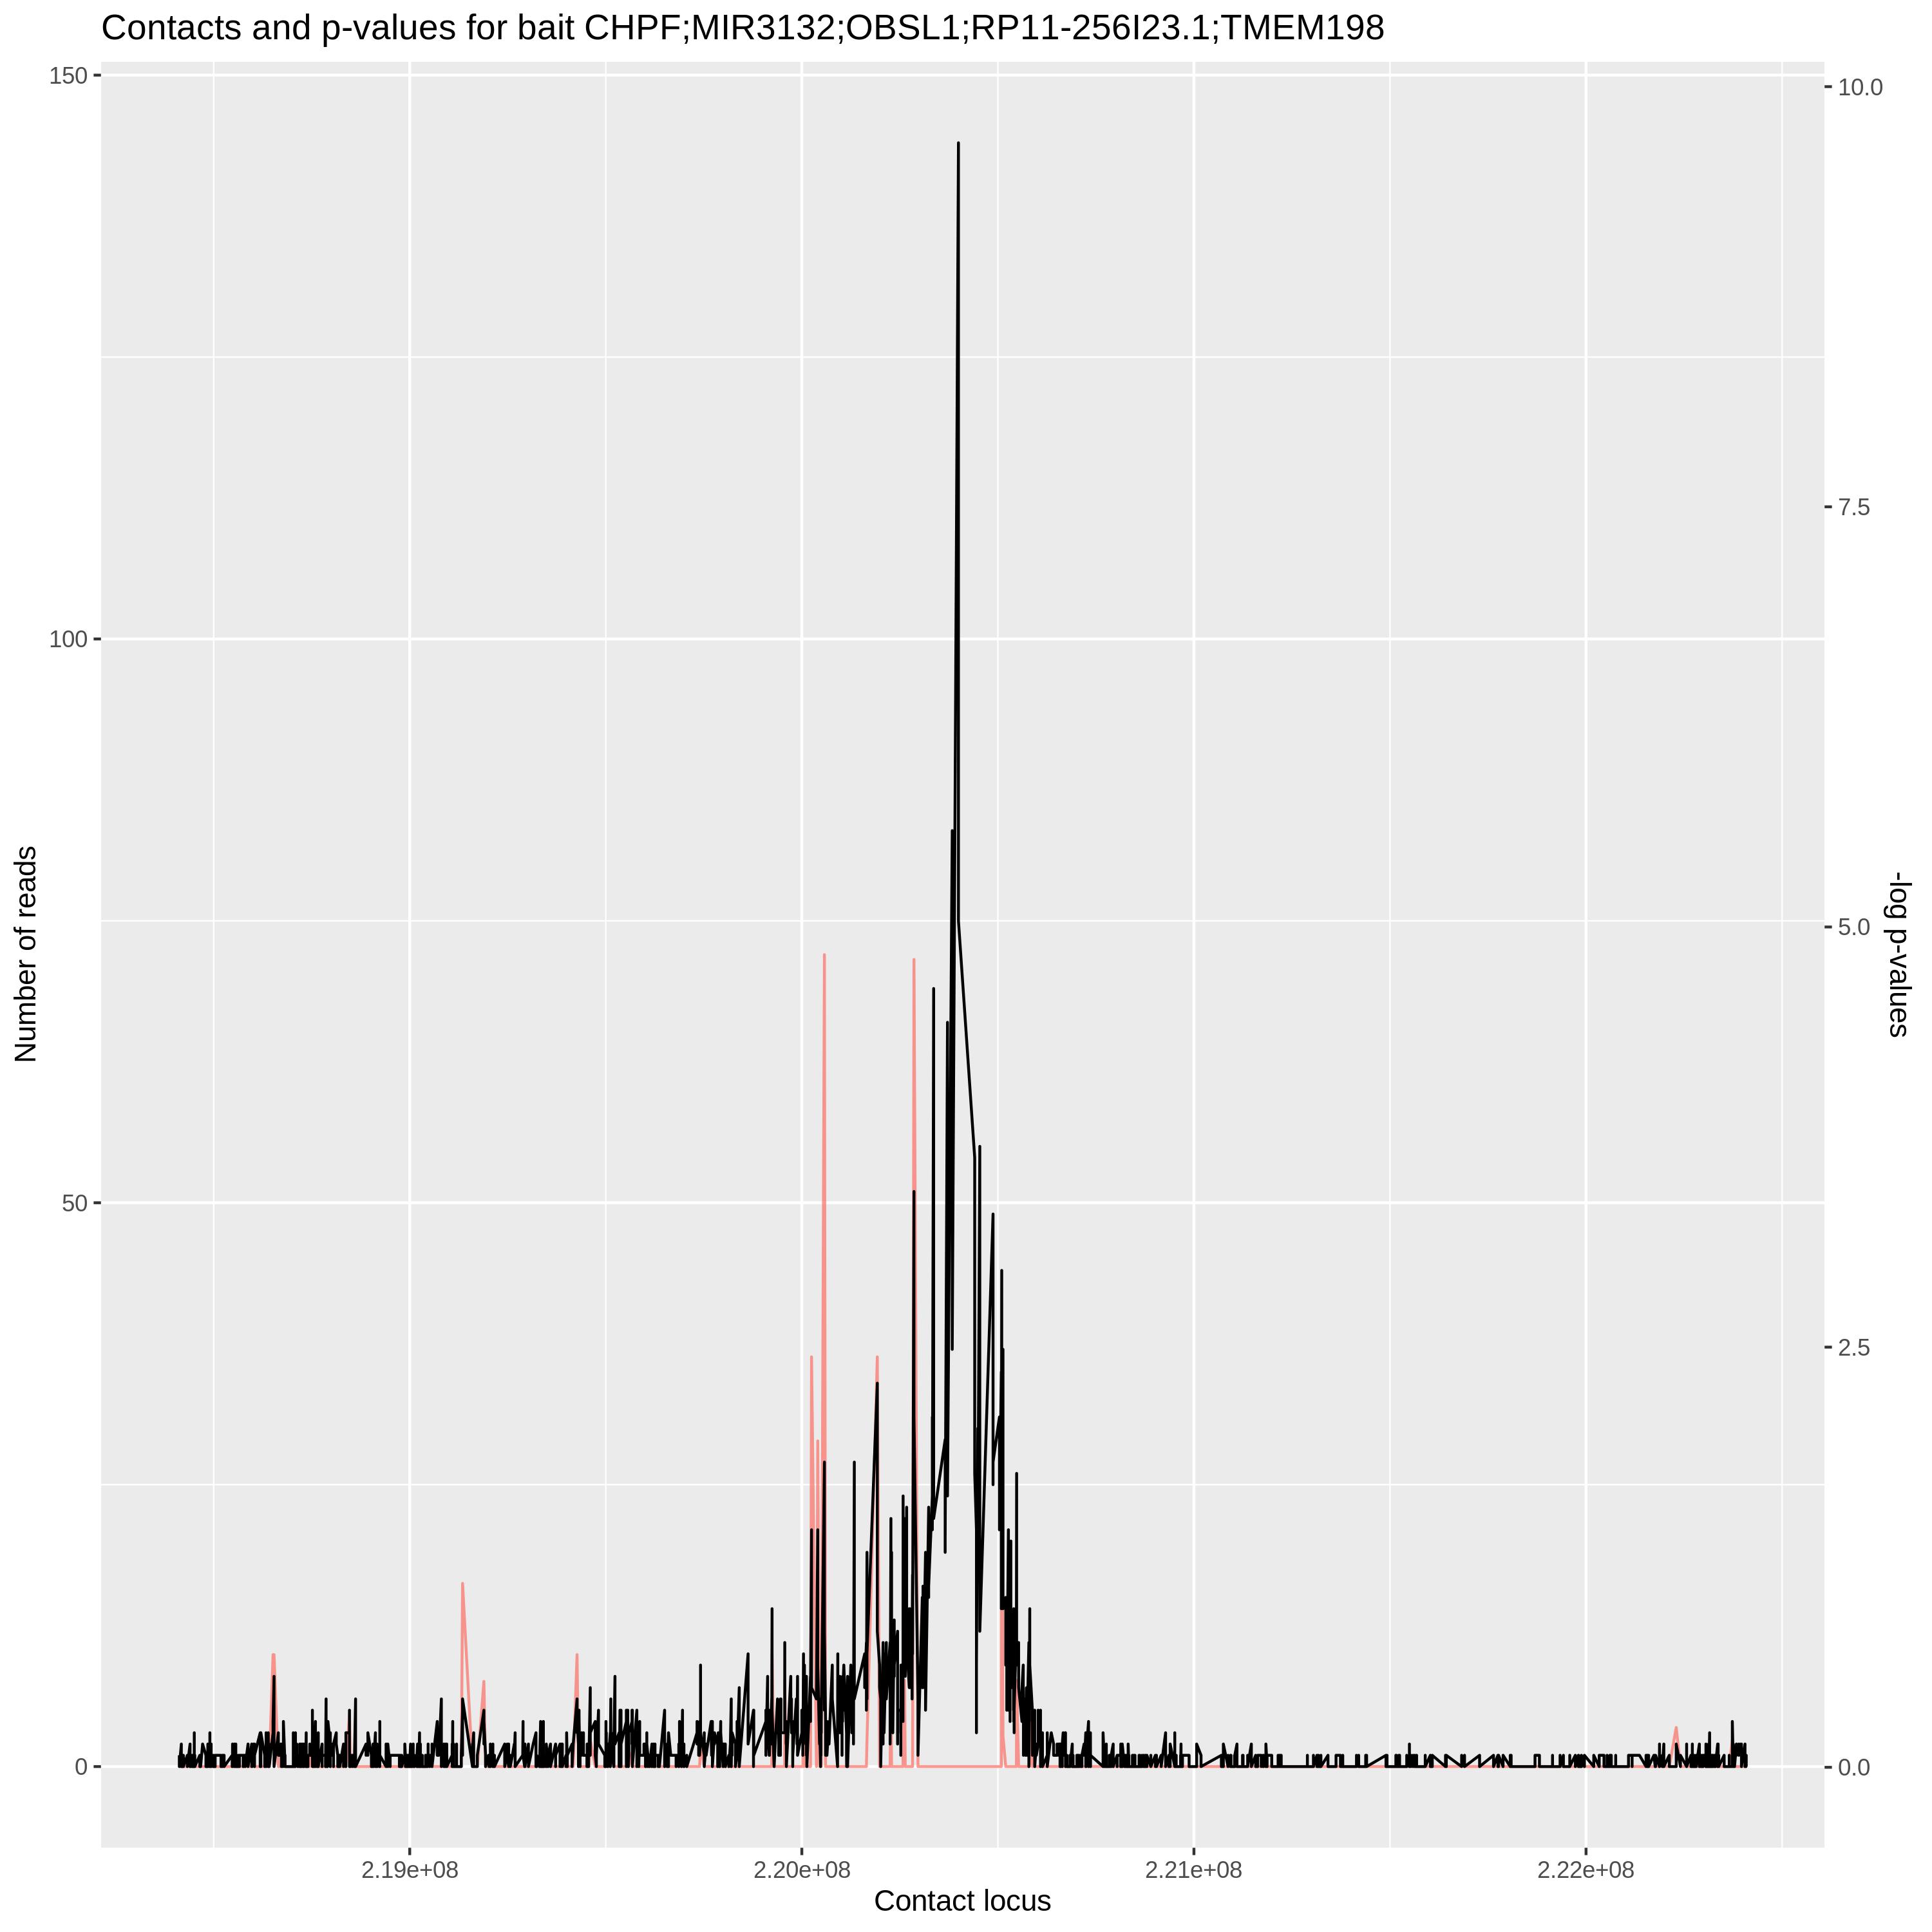 Contacts and p-values for bait CHPF;MIR3132;OBSL1;RP11-256I23.1;TMEM198
150
100
50
0
Number of reads
10.0
7.5
5.0
2.5
0.0
-log p-values
2.19e+08
2.20e+08
2.21e+08
2.22e+08
Contact locus